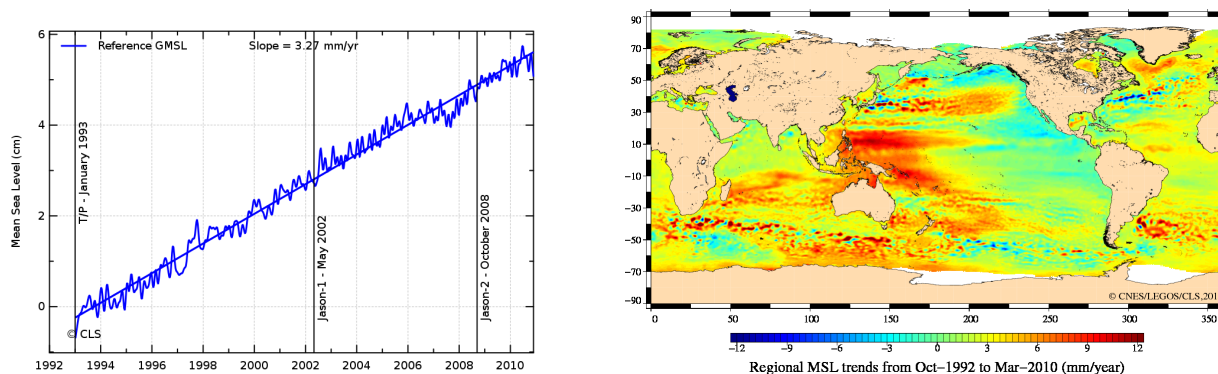 Reference GMSL
Slope = 3.27 mm/yr
6
4
2
0
Mean Sea Level (cm)
T/P - January 1993
Jason-1 - May 2002
Jason-2 - October 2008
© CLS
1992 1994 1996 1998 2000 2002 2004 2006 2008 2010
90
70
50
30
10
−10
−30
−50
−70
−90
© CNES/LEGOS/CLS,201
0 50 100 150 200 250 300 350
−12 −9 −6 −3 0 3 6 9 12
Regional MSL trends from Oct−1992 to Mar−2010 (mm/year)